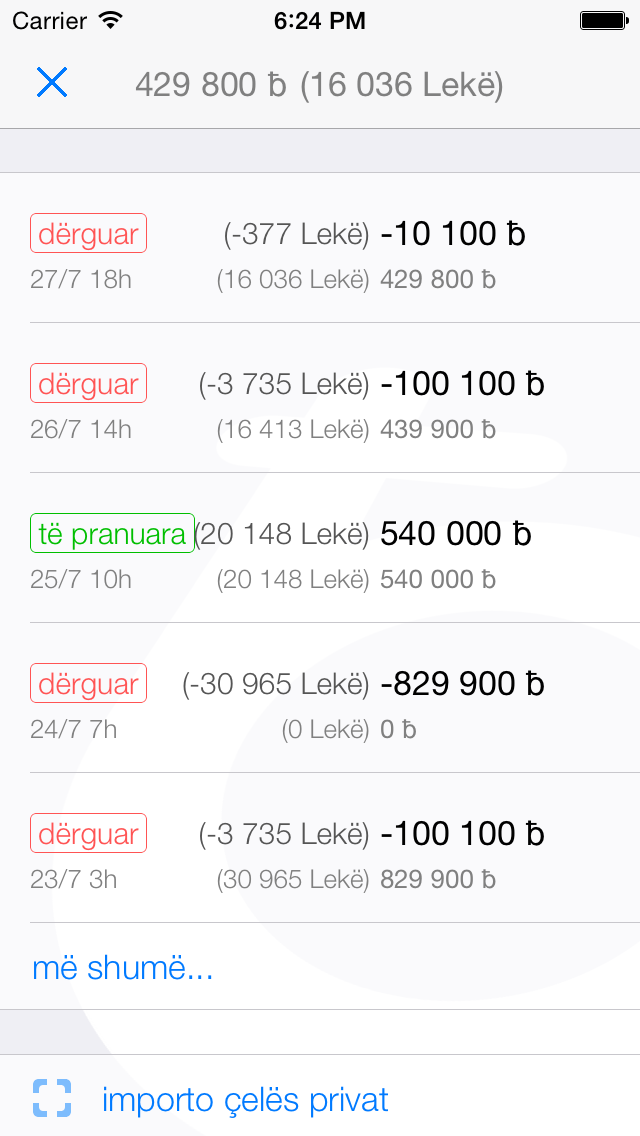 Carrier 6:24 PM
429 800 ƀ (16 036 Lekë)
dërguar (-377 Lekë) -10 100 ƀ
27/7 18h (16 036 Lekë) 429 800 ƀ
dërguar (-3 735 Lekë) -100 100 ƀ
26/7 14h (16 413 Lekë) 439 900 ƀ
të pranuara (20 148 Lekë) 540 000 ƀ
25/7 10h (20 148 Lekë) 540 000 ƀ
dërguar (-30 965 Lekë) -829 900 ƀ
24/7 7h (0 Lekë) 0 ƀ
dërguar (-3 735 Lekë) -100 100 ƀ
23/7 3h (30 965 Lekë) 829 900 ƀ
më shumë...
importo çelës privat